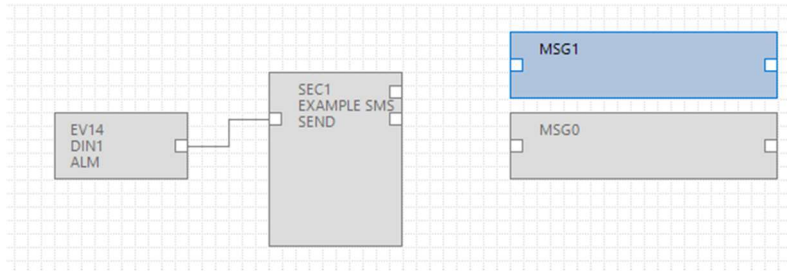 EV14
DIN1
ALM
SEC1
EXAMPLE SMS
SEND
MSG1
MSG0